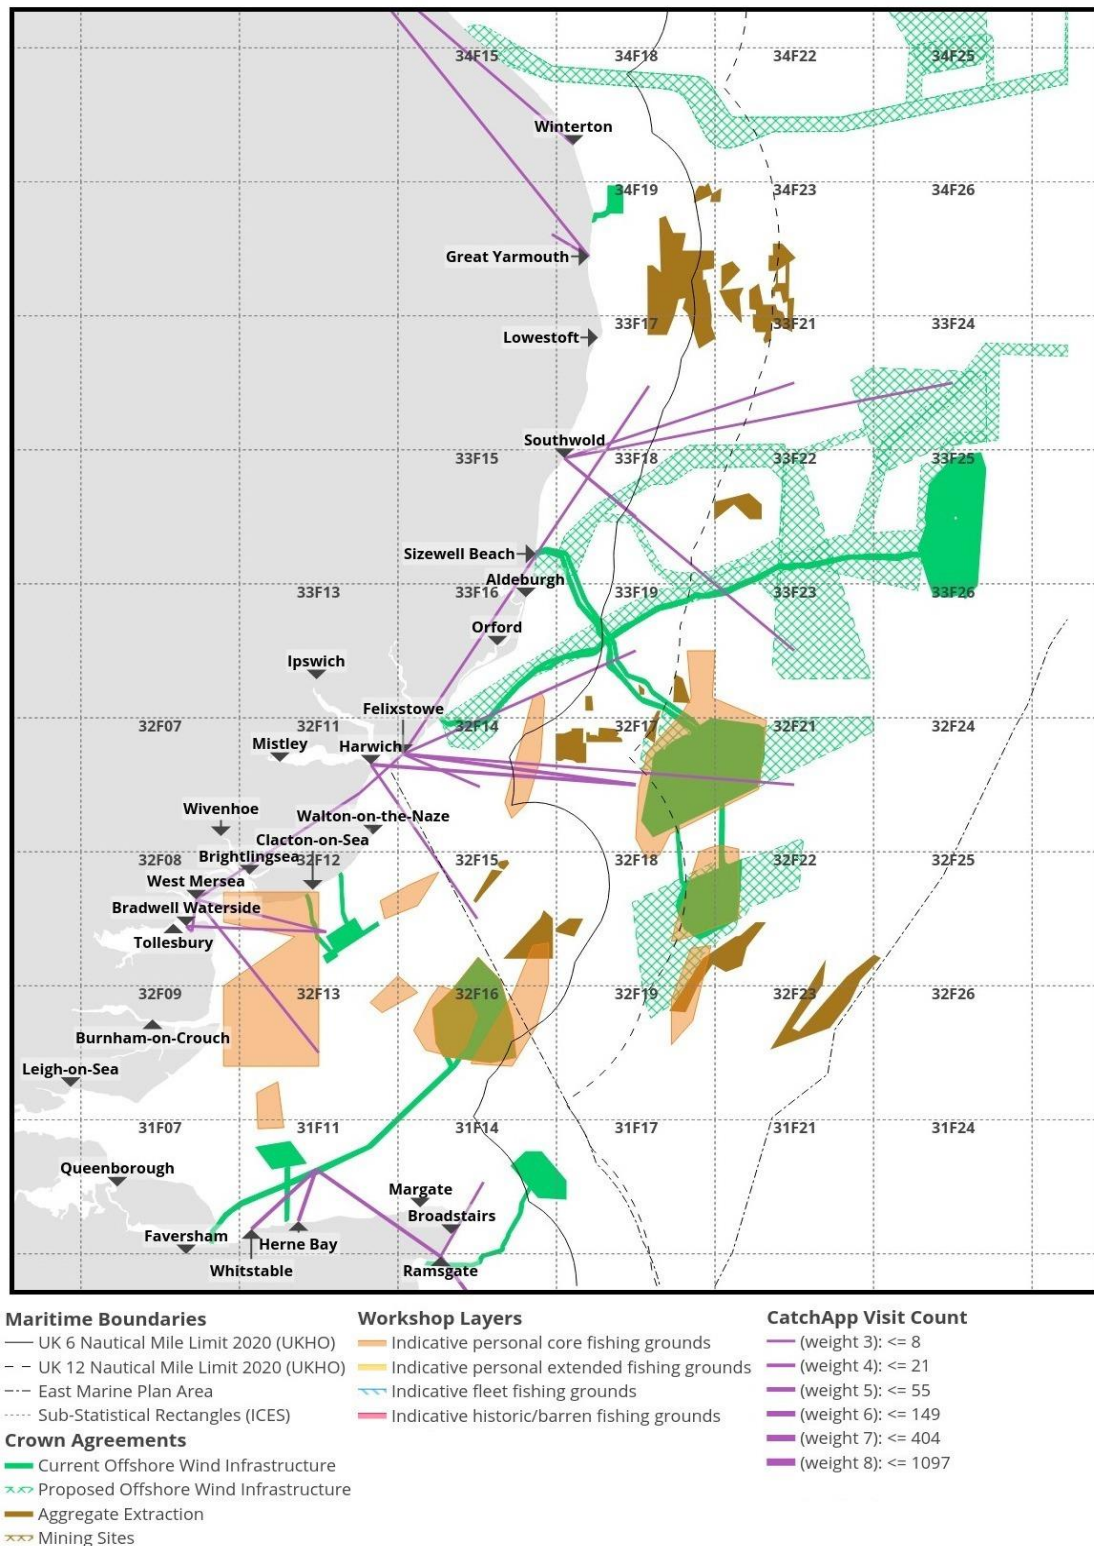 34F15 34F18 34F22 34F25
Winterton
34F19 34F23 34F26
Great Yarmouth
33F17 33F21 33F24
Lowestoft
Southwold
33F15 33F18 33F22 33F25
Sizewell Beach
Aldeburgh
33F13 33F16 33F19 33F23 33F26
Orford
Ipswich
Felixstowe
32F07 32F11 32F14 32F17 32F21 32F24
Mistley Harwich
Wivenhoe Walton-on-the-Naze
Clacton-on-Sea
32F08 Brightlingsea 32F12 32F15 32F18 32F22 32F25
West Mersea
Bradwell Waterside
Tollesbury
32F09 32F13 32F16 32F19 32F23 32F26
Burnham-on-Crouch
Leigh-on-Sea
31F07 31F11 31F14 31F17 31F21 31F24
Queenborough
Margate
Broadstairs
Faversham
Herne Bay
Whitstable Ramsgate
Maritime Boundaries
UK 6 Nautical Mile Limit 2020 (UKHO)
UK 12 Nautical Mile Limit 2020 (UKHO)
East Marine Plan Area
Sub-Statistical Rectangles (ICES)
Crown Agreements
Current Offshore Wind Infrastructure
Proposed Offshore Wind Infrastructure
Aggregate Extraction
Mining Sites
Workshop Layers
Indicative personal core fishing grounds
Indicative personal extended fishing grounds
Indicative fleet fishing grounds
Indicative historic/barren fishing grounds
CatchApp Visit Count
(weight 3): <= 8
(weight 4): <= 21
(weight 5): <= 55
(weight 6): <= 149
(weight 7): <= 404
(weight 8): <= 1097